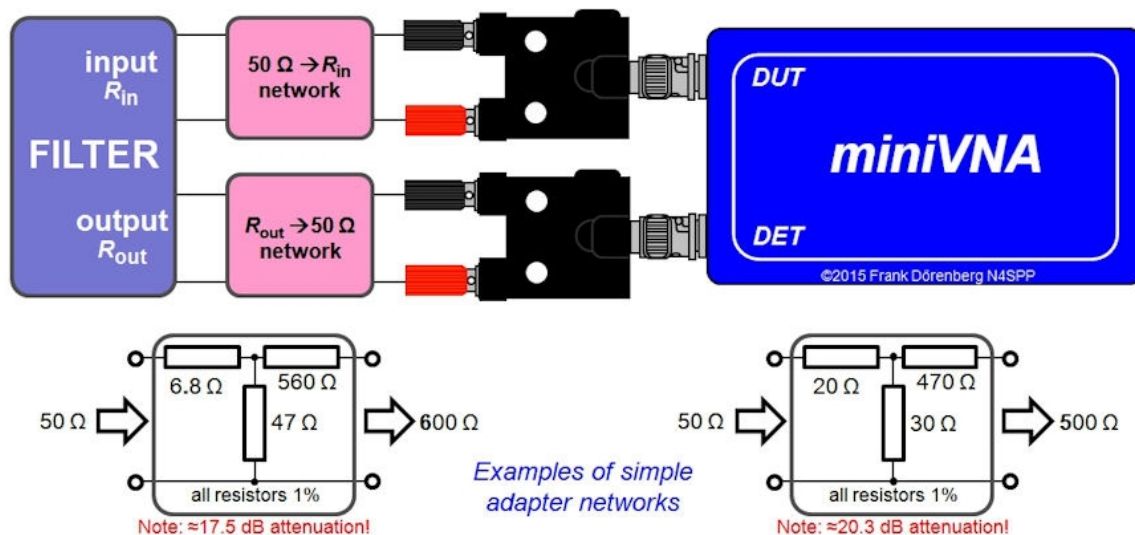 input
Rin
FILTER
output
Rout
50 Ω → Rin
network
Rout → 50 Ω
network
DUT
miniVNA
DET
©2015 Frank Dörenberg N4SPP
6.8 Ω
560 Ω
47 Ω
50 Ω
600 Ω
all resistors 1%
Note: ≈17.5 dB attenuation!
Examples of simple
adapter networks
20 Ω
470 Ω
30 Ω
50 Ω
500 Ω
all resistors 1%
Note: ≈20.3 dB attenuation!